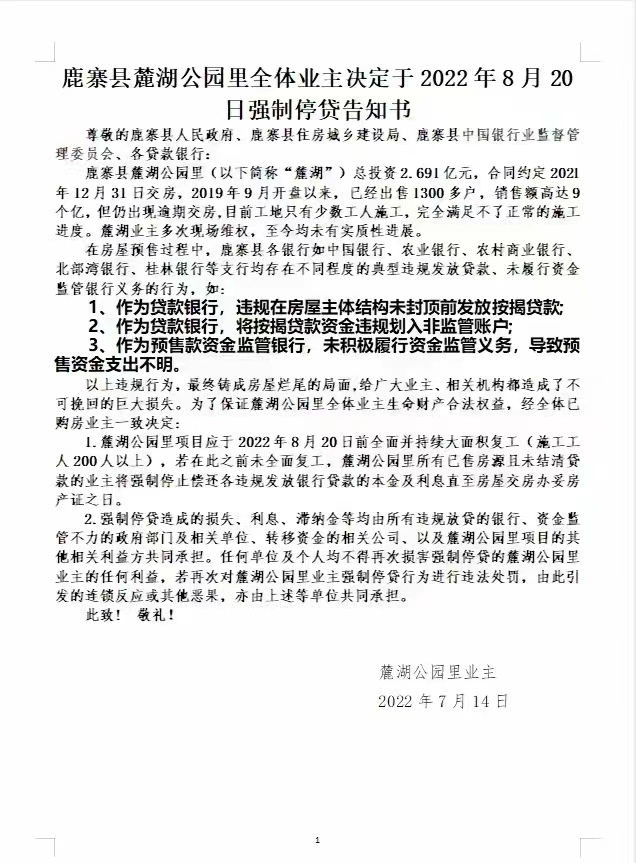 鹿寨县麓湖公园里全体业主决定于 2022 年 8 月 20
日强制停贷告知书
尊敬的鹿寨县人民政府、鹿寨县住房城乡建设局、鹿寨县中国银行业监督管
理委员会、各贷款银行:
鹿寨县麓湖公园里（以下简称“麓湖”）总投资 2.691 亿元，合同约定 2021
年 12 月 31 日交房，2019 年 9 月开盘以来，已经出售 1300 多户，销售额高达 9
个亿，但仍出现逾期交房,目前工地只有少数工人施工，完全满足不了正常的施工
进度。麓湖业主多次现场维权，至今均未有实质性进展。
在房屋预售过程中，鹿寨县各银行如中国银行、农业银行、农村商业银行、
北部湾银行、桂林银行等支行均存在不同程度的典型违规发放贷款、未履行资金
监管银行义务的行为，如:
1、作为贷款银行，违规在房屋主体结构未封顶前发放按揭贷款;
2、作为贷款银行，将按揭贷款资金违规划入非监管账户;
3、作为预售款资金监管银行，未积极履行资金监管义务，导致预
售资金支出不明。
以上违规行为，最终铸成房屋烂尾的局面,给广大业主、相关机构都造成了不
可挽回的巨大损失。为了保证麓湖公园里全体业主生命财产合法权益，经全体已
购房业主一致决定:
1.麓湖公园里项目应于 2022 年 8 月 20 日前全面并持续大面积复工（施工工
人 200 人以上），若在此之前未全面复工，麓湖公园里所有已售房源且未结清贷
款的业主将强制停止偿还各违规发放银行贷款的本金及利息直至房屋交房办妥房
产证之日。
2.强制停贷造成的损失、利息、滞纳金等均由所有违规放贷的银行、资金监
管不力的政府部门及相关单位、转移资金的相关公司、以及麓湖公园里项目的其
他相关利益方共同承担。任何单位及个人均不得再次损害强制停贷的麓湖公园里
业主的任何利益，若再次对麓湖公园里业主强制停贷行为进行违法处罚，由此引
发的连锁反应或其他恶果，亦由上述等单位共同承担。
此致！ 敬礼！
麓湖公园里业主
2022 年 7 月 14 日
1